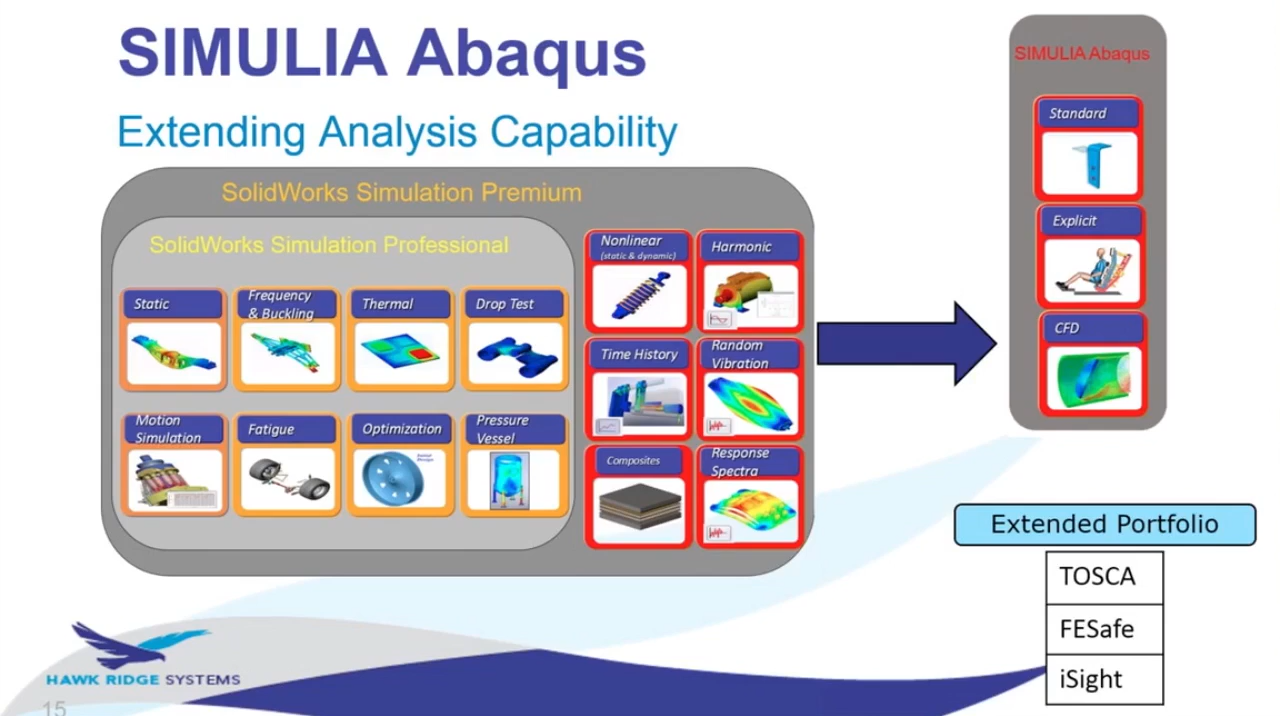 SIMULIA Abaqus
Extending Analysis Capability
SolidWorks Simulation Premium
SolidWorks Simulation Professional
Static
Frequency
& Buckling
Thermal
Drop Test
Motion
Simulation
Fatigue
Optimization
Pressure
Vessel
Nonlinear
(static & dynamic)
Harmonic
Time History
Random
Vibration
Composites
Response
Spectra
SIMULIA Abaqus
Standard
Explicit
CFD
Extended Portfolio
TOSCA
FESafe
iSight
HAWK RIDGE SYSTEMS
15